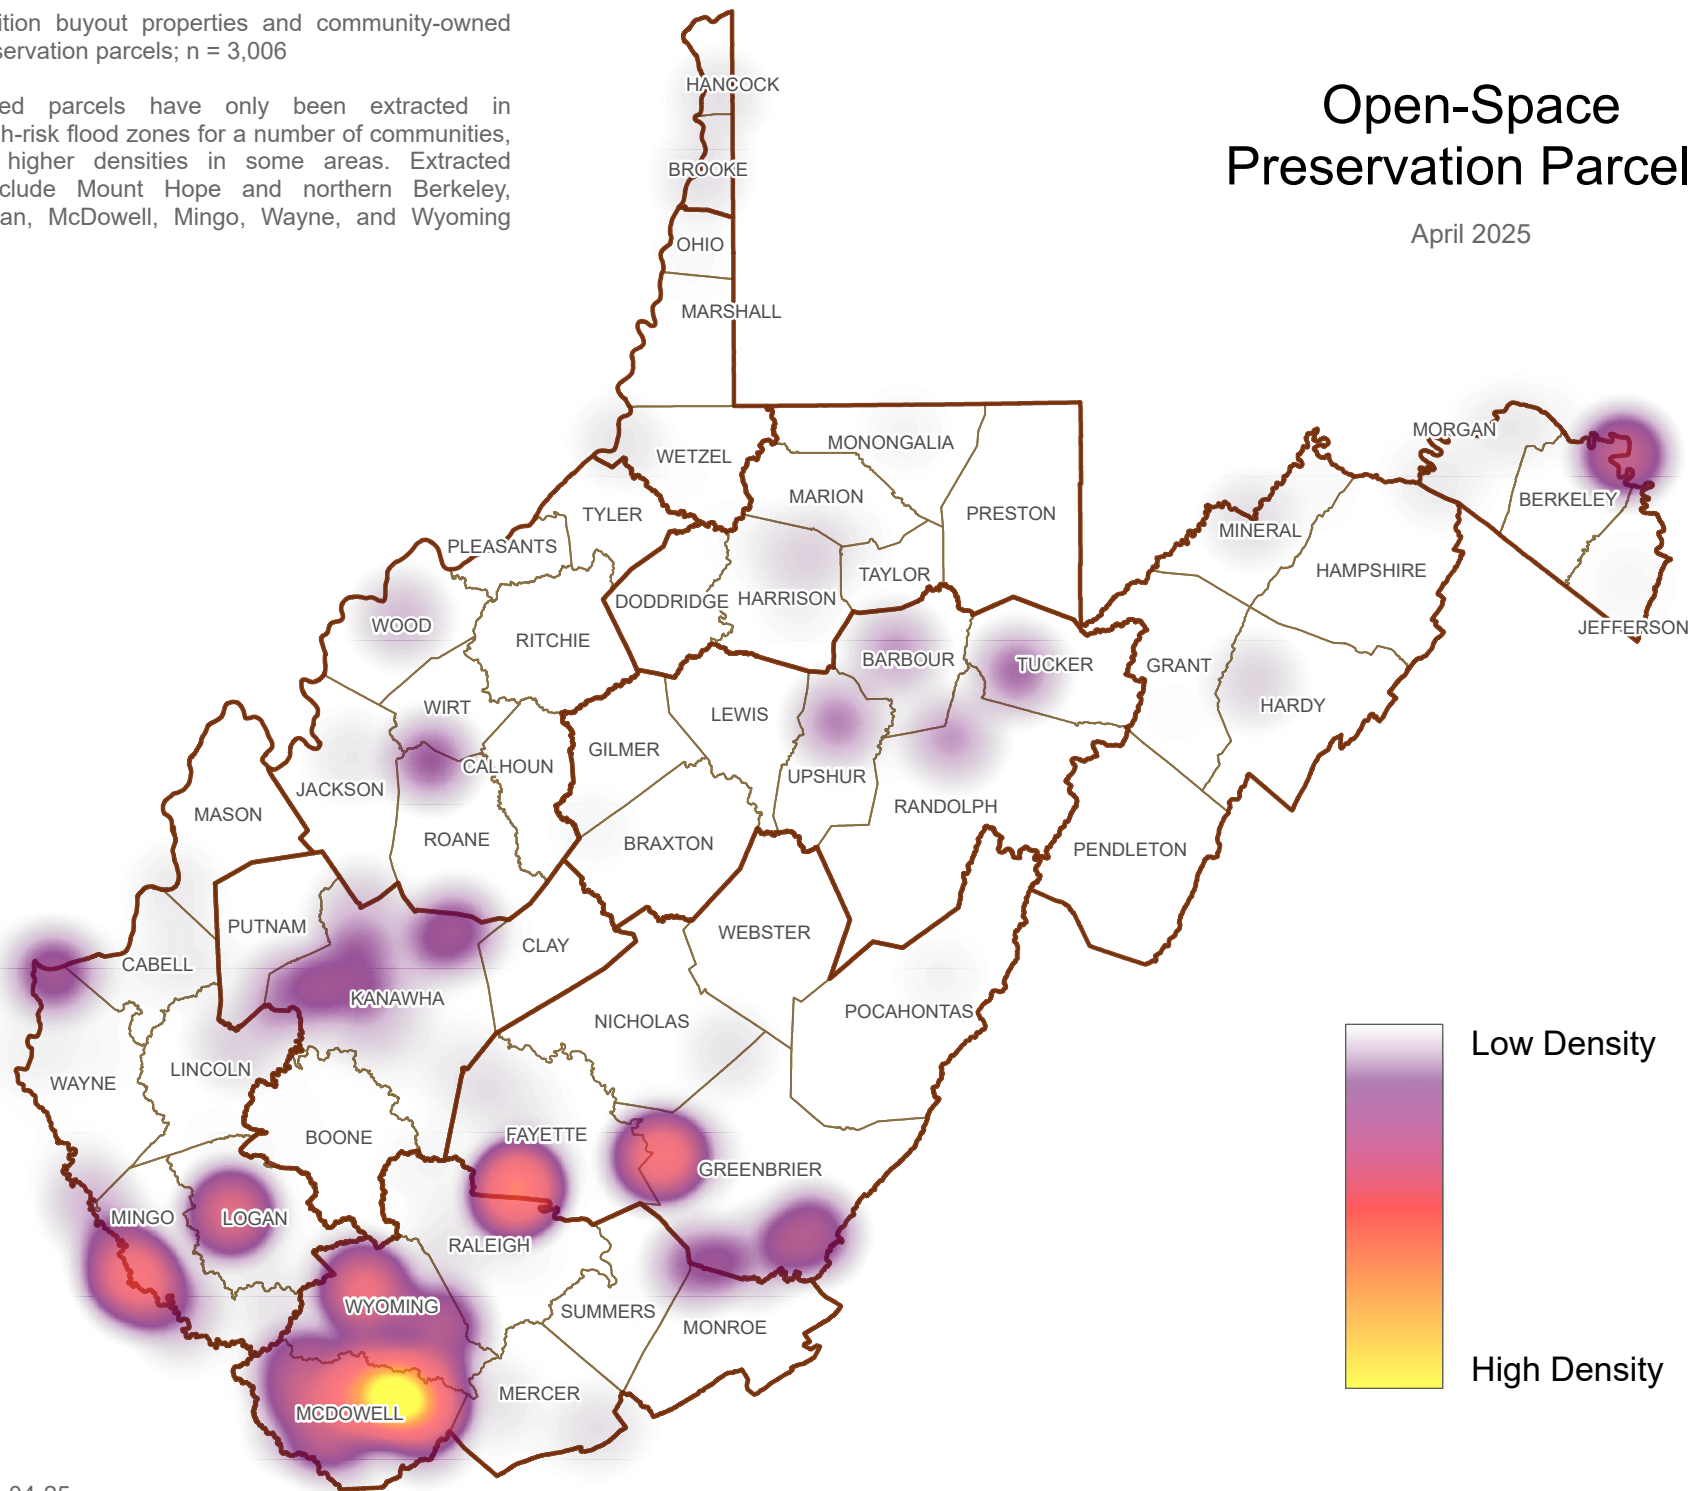 ition buyout properties and community-owned
servation parcels; n = 3,006
ed parcels have only been extracted in
h-risk flood zones for a number of communities,
higher densities in some areas. Extracted
clude Mount Hope and northern Berkeley,
an, McDowell, Mingo, Wayne, and Wyoming
Open-Space
Preservation Parcel
April 2025
HANCOCK
BROOKE
OHIO
MARSHALL
WETZEL
MONONGALIA
MARION
PRESTON
TYLER
PLEASANTS
TAYLOR
DODDRIDGE
HARRISON
WOOD
RITCHIE
MORGAN
BERKELEY
MINERAL
HAMPSHIRE
JEFFERSON
BARBOUR
TUCKER
GRANT
HARDY
WIRT
LEWIS
GILMER
CALHOUN
UPSHUR
JACKSON
RANDOLPH
MASON
ROANE
BRAXTON
PENDLETON
PUTNAM
CLAY
WEBSTER
CABELL
KANAWHA
POCAHONTAS
NICHOLAS
LINCOLN
WAYNE
BOONE
FAYETTE
GREENBRIER
MINGO
LOGAN
RALEIGH
WYOMING
SUMMERS
MONROE
MERCER
MCDOWELL
Low Density
High Density
04-25